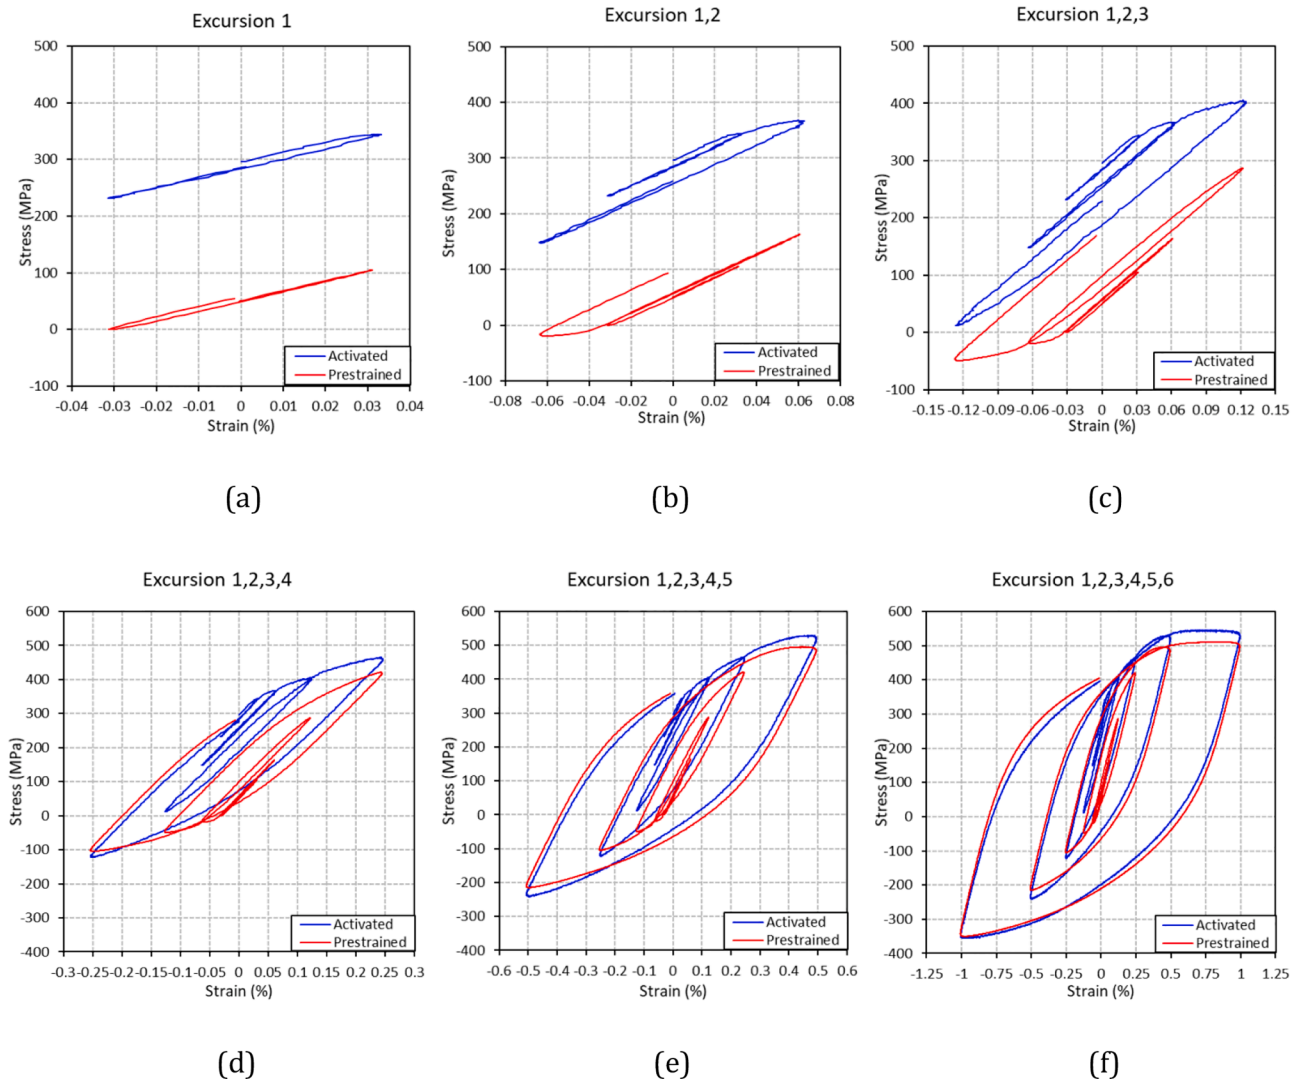 Excursion 1
500
400
300
200
100
0
-100
Stress (MPa)
Activated
Prestrained
-0.04 -0.03 -0.02 -0.01 0 0.01 0.02 0.03 0.04
Strain (%)
(a)
Excursion 1,2
500
400
300
200
100
0
-100
Stress (MPa)
Activated
Prestrained
-0.08 -0.06 -0.04 -0.02 0 0.02 0.04 0.06 0.08
Strain (%)
(b)
Excursion 1,2,3
500
400
300
200
100
0
-100
Stress (MPa)
Activated
Prestrained
-0.15 -0.12 -0.09 -0.06 -0.03 0 0.03 0.06 0.09 0.12 0.15
Strain (%)
(c)
Excursion 1,2,3,4
600
500
400
300
200
100
0
-100
-200
-300
-400
Stress (MPa)
Activated
Prestrained
-0.3 -0.25 -0.2 -0.15 -0.1 -0.05 0 0.05 0.1 0.15 0.2 0.25 0.3
Strain (%)
(d)
Excursion 1,2,3,4,5
600
500
400
300
200
100
0
-100
-200
-300
-400
Stress (MPa)
Activated
Prestrained
-0.6 -0.5 -0.4 -0.3 -0.2 -0.1 0 0.1 0.2 0.3 0.4 0.5 0.6
Strain (%)
(e)
Excursion 1,2,3,4,5,6
600
500
400
300
200
100
0
-100
-200
-300
-400
Stress (MPa)
Activated
Prestrained
-1.25 -1 -0.75 -0.5 -0.25 0 0.25 0.5 0.75 1 1.25
Strain (%)
(f)